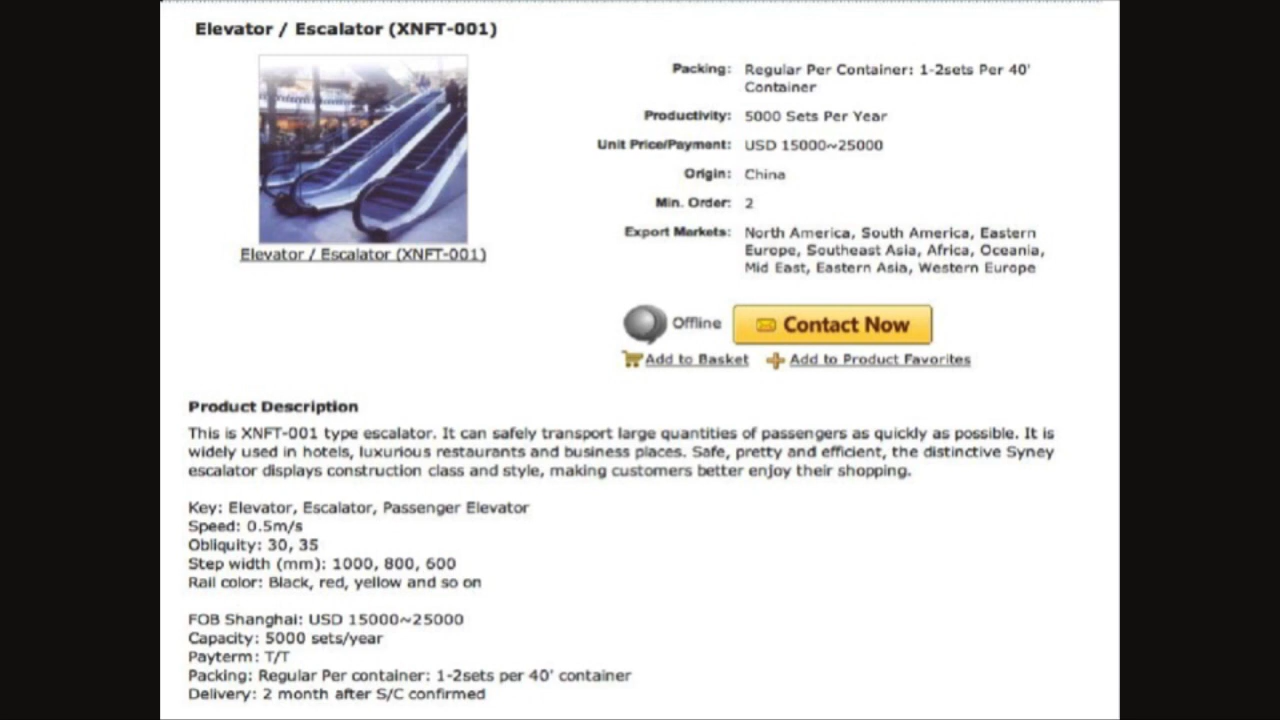 Elevator / Escalator (XNFT-001)
Elevator / Escalator (XNFT-001)
Packing: Regular Per Container: 1-2sets Per 40'
Container
Productivity: 5000 Sets Per Year
Unit Price/Payment: USD 15000~25000
Origin: China
Min. Order: 2
Export Markets: North America, South America, Eastern
Europe, Southeast Asia, Africa, Oceania,
Mid East, Eastern Asia, Western Europe
Offline Contact Now
Add to Basket Add to Product Favorites
Product Description
This is XNFT-001 type escalator. It can safely transport large quantities of passengers as quickly as possible. It is
widely used in hotels, luxurious restaurants and business places. Safe, pretty and efficient, the distinctive Syney
escalator displays construction class and style, making customers better enjoy their shopping.
Key: Elevator, Escalator, Passenger Elevator
Speed: 0.5m/s
Obliquity: 30, 35
Step width (mm): 1000, 800, 600
Rail color: Black, red, yellow and so on
FOB Shanghai: USD 15000~25000
Capacity: 5000 sets/year
Payterm: T/T
Packing: Regular Per container: 1-2sets per 40' container
Delivery: 2 month after S/C confirmed